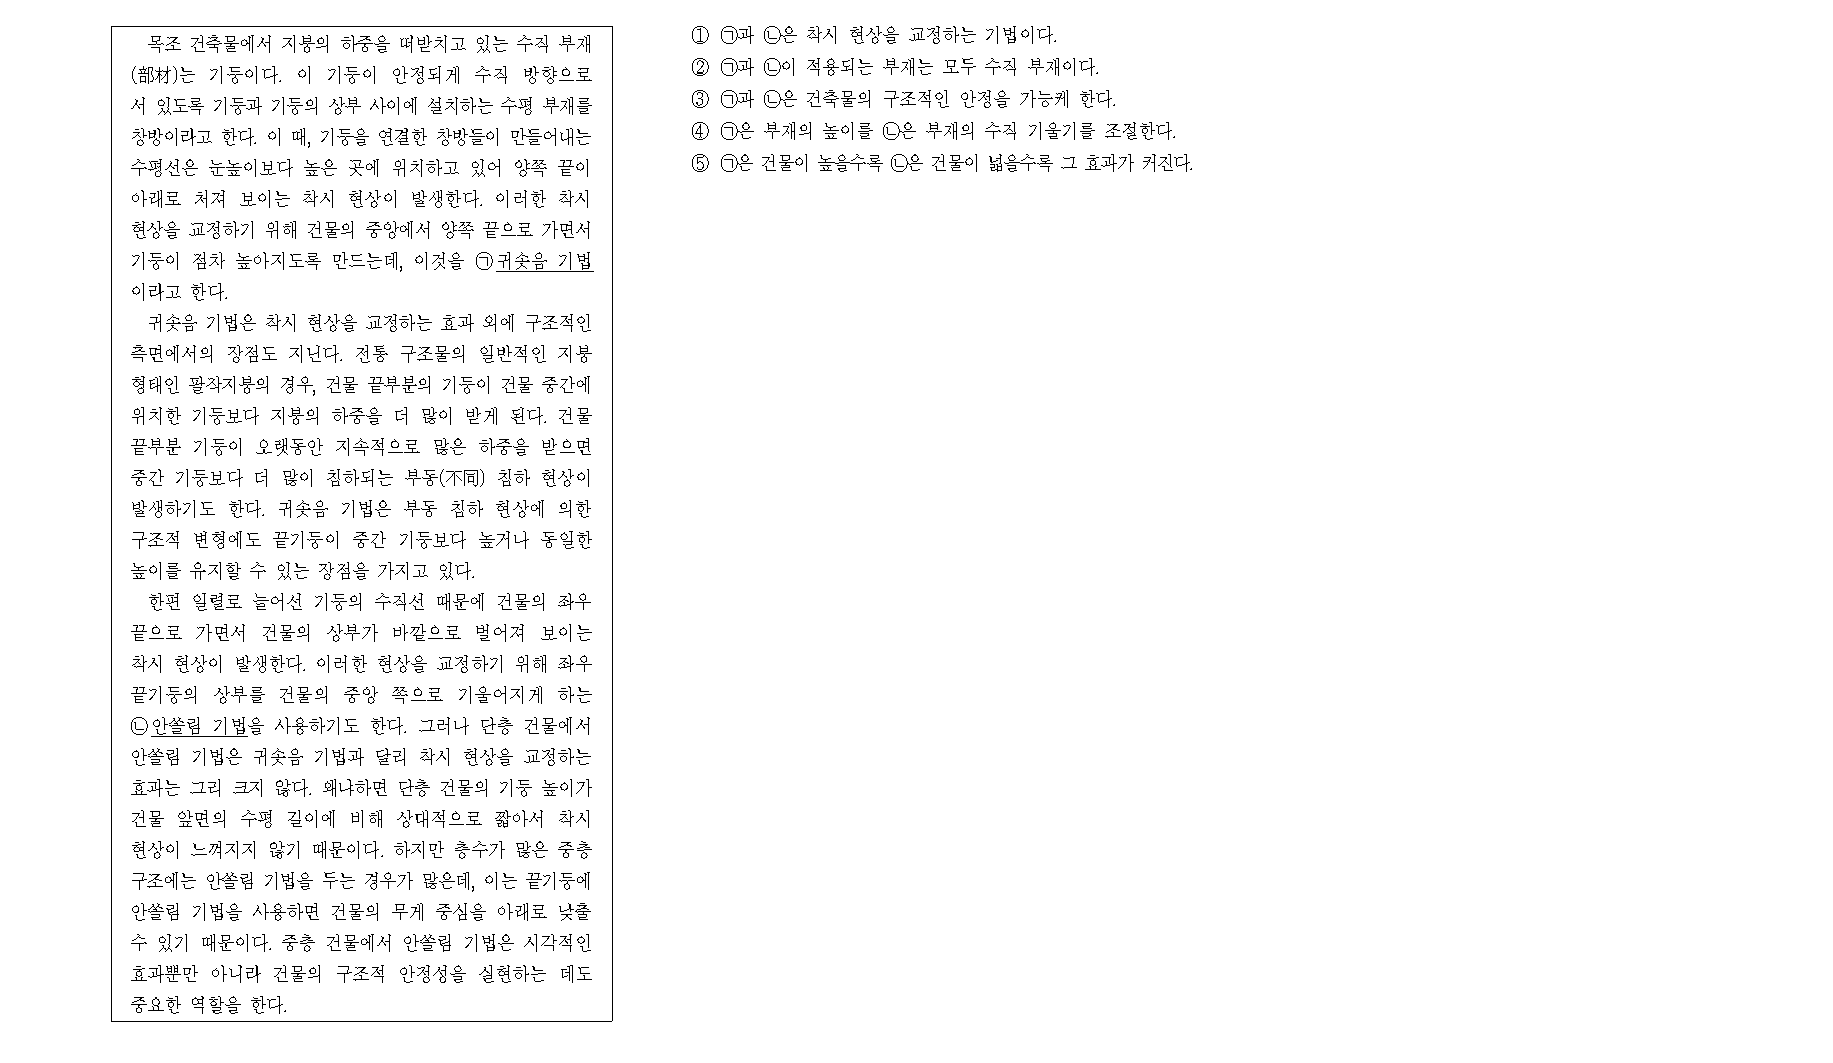 목조 건축물에서 지붕의 하중을 떠받치고 있는 수직 부재
(部材)는 기둥이다. 이 기둥이 안정되게 수직 방향으로
서 있도록 기둥과 기둥의 상부 사이에 설치하는 수평 부재를
창방이라고 한다. 이 때, 기둥을 연결한 창방들이 만들어내는
수평선은 눈높이보다 높은 곳에 위치하고 있어 양쪽 끝이
아래로 처져 보이는 착시 현상이 발생한다. 이러한 착시
현상을 교정하기 위해 건물의 중앙에서 양쪽 끝으로 가면서
기둥이 점차 높아지도록 만드는데, 이것을 ㉠귀솟음 기법
이라고 한다.
귀솟음 기법은 착시 현상을 교정하는 효과 외에 구조적인
측면에서의 장점도 지닌다. 전통 구조물의 일반적인 지붕
형태인 팔작지붕의 경우, 건물 끝부분의 기둥이 건물 중간에
위치한 기둥보다 지붕의 하중을 더 많이 받게 된다. 건물
끝부분 기둥이 오랫동안 지속적으로 많은 하중을 받으면
중간 기둥보다 더 많이 침하되는 부동(不同) 침하 현상이
발생하기도 한다. 귀솟음 기법은 부동 침하 현상에 의한
구조적 변형에도 끝기둥이 중간 기둥보다 높거나 동일한
높이를 유지할 수 있는 장점을 가지고 있다.
한편 일렬로 늘어선 기둥의 수직선 때문에 건물의 좌우
끝으로 가면서 건물의 상부가 바깥으로 벌어져 보이는
착시 현상이 발생한다. 이러한 현상을 교정하기 위해 좌우
끝기둥의 상부를 건물의 중앙 쪽으로 기울어지게 하는
㉡안쏠림 기법을 사용하기도 한다. 그러나 단층 건물에서
안쏠림 기법은 귀솟음 기법과 달리 착시 현상을 교정하는
효과는 그리 크지 않다. 왜냐하면 단층 건물의 기둥 높이가
건물 앞면의 수평 길이에 비해 상대적으로 짧아서 착시
현상이 느껴지지 않기 때문이다. 하지만 층수가 많은 중층
구조에는 안쏠림 기법을 두는 경우가 많은데, 이는 끝기둥에
안쏠림 기법을 사용하면 건물의 무게 중심을 아래로 낮출
수 있기 때문이다. 중층 건물에서 안쏠림 기법은 시각적인
효과뿐만 아니라 건물의 구조적 안정성을 실현하는 데도
중요한 역할을 한다.
① ㉠과 ㉡은 착시 현상을 교정하는 기법이다.
② ㉠과 ㉡이 적용되는 부재는 모두 수직 부재이다.
③ ㉠과 ㉡은 건축물의 구조적인 안정을 가능케 한다.
④ ㉠은 부재의 높이를 ㉡은 부재의 수직 기울기를 조절한다.
⑤ ㉠은 건물이 높을수록 ㉡은 건물이 넓을수록 그 효과가 커진다.